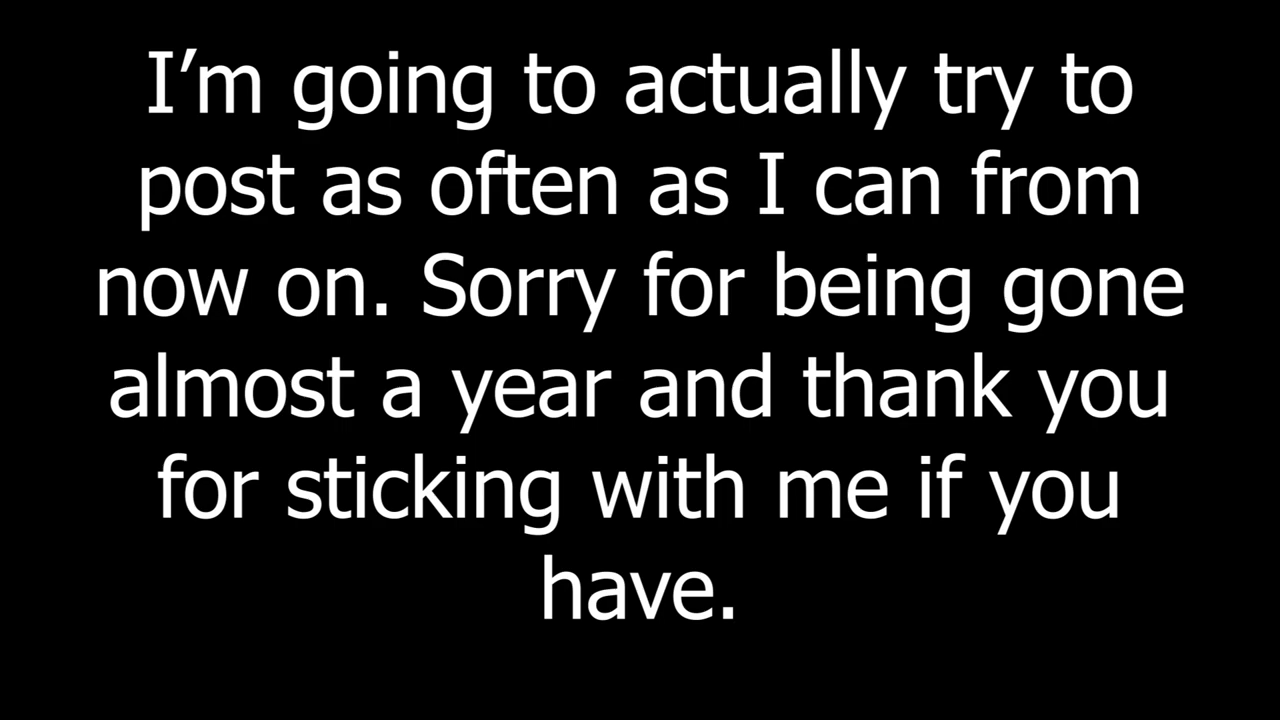 I’m going to actually try to
post as often as I can from
now on. Sorry for being gone
almost a year and thank you
for sticking with me if you
have.